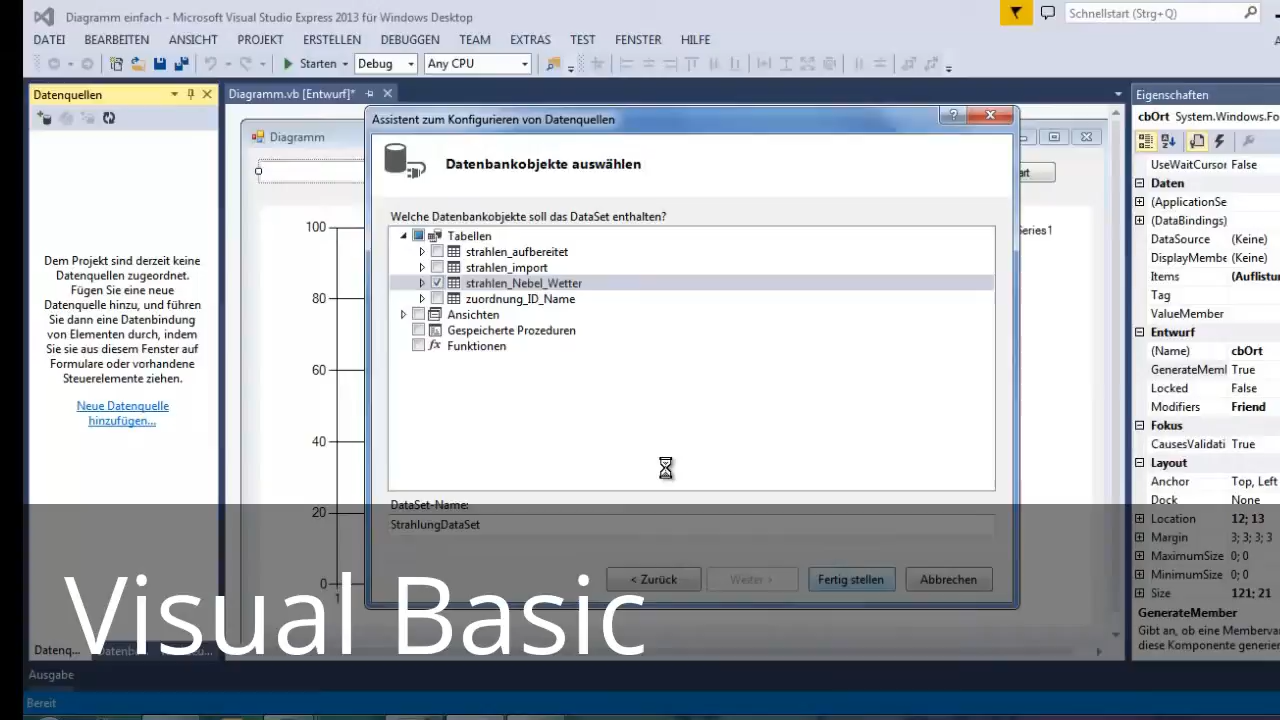 Diagramm einfach - Microsoft Visual Studio Express 2013 für Windows Desktop
Schnellstart (Strg+Q)
DATEI BEARBEITEN ANSICHT PROJEKT ERSTELLEN DEBUGGEN TEAM EXTRAS TEST FENSTER HILFE
Starten Debug Any CPU
Datenquellen
Dem Projekt sind derzeit keine
Datenquellen zugeordnet.
Fügen Sie eine neue
Datenquelle hinzu, und führen
Sie dann eine Datenbindung
von Elementen durch, indem
Sie sie aus diesem Fenster auf
Formulare oder vorhandene
Steuerelemente ziehen.
Neue Datenquelle
hinzufügen...
Diagramm.vb [Entwurf]*
Diagramm
100
80
60
40
20
0
1
art
Series1
Assistent zum Konfigurieren von Datenquellen
Datenbankobjekte auswählen
Welche Datenbankobjekte soll das DataSet enthalten?
Tabellen
strahlen_aufbereitet
strahlen_import
strahlen_Nebel_Wetter
zuordnung_ID_Name
Ansichten
Gespeicherte Prozeduren
fx Funktionen
DataSet-Name:
StrahlungDataSet
< Zurück Weiter > Fertig stellen Abbrechen
Eigenschaften
cbOrt System.Windows.Fo
UseWaitCursor False
Daten
(ApplicationSe
(DataBindings)
DataSource (Keine)
DisplayMembe (Keine)
Items (Auflistu
Tag
ValueMember
Entwurf
(Name) cbOrt
GenerateMeml True
Locked False
Modifiers Friend
Fokus
CausesValidati True
Layout
Anchor Top, Left
Dock None
Location 12; 13
Margin 3; 3; 3; 3
MaximumSize 0; 0
MinimumSize 0; 0
Size 121; 21
GenerateMember
Gibt an, ob eine Memberva
diese Komponente generier
Visual Basic
Datenq...
Ausgabe
Bereit